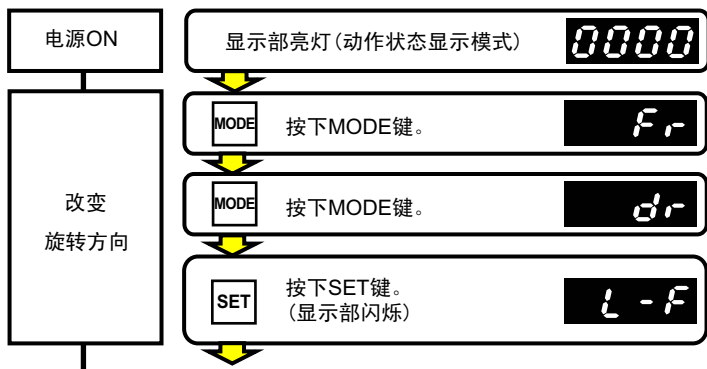 电源ON
显示部亮灯(动作状态显示模式)
0000
MODE
按下MODE键。
Fr
改变
旋转方向
MODE
按下MODE键。
dr
SET
按下SET键。
(显示部闪烁)
L-F